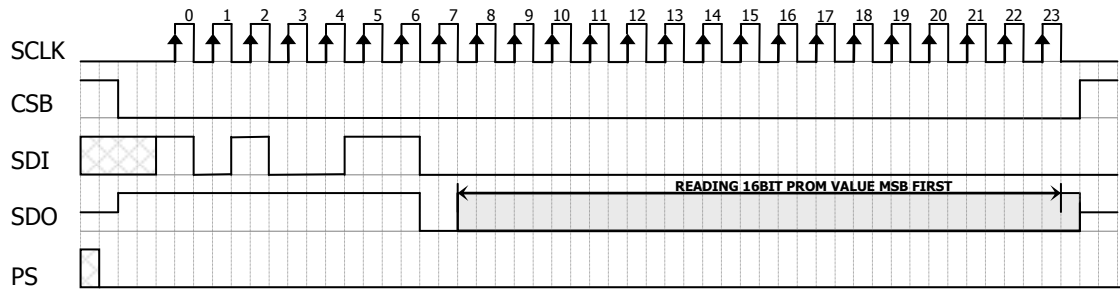 0 1 2 3 4 5 6 7 8 9 10 11 12 13 14 15 16 17 18 19 20 21 22 23
SCLK
CSB
SDI
READING 16BIT PROM VALUE MSB FIRST
SDO
PS